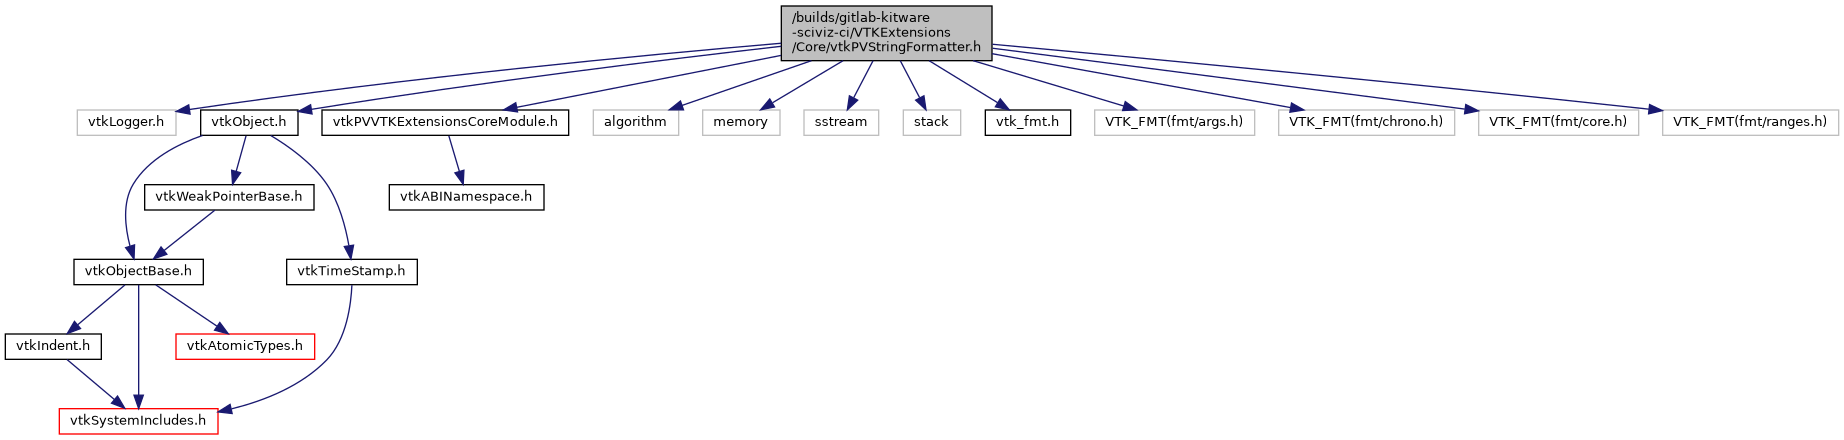 /builds/gitlab-kitware
-sciviz-ci/VTKExtensions
/Core/vtkPVStringFormatter.h
vtkLogger.h
vtkObject.h
vtkPVVTKExtensionsCoreModule.h
algorithm
memory
sstream
stack
vtk_fmt.h
VTK_FMT(fmt/args.h)
VTK_FMT(fmt/chrono.h)
VTK_FMT(fmt/core.h)
VTK_FMT(fmt/ranges.h)
vtkWeakPointerBase.h
vtkABINamespace.h
vtkObjectBase.h
vtkTimeStamp.h
vtkIndent.h
vtkAtomicTypes.h
vtkSystemIncludes.h